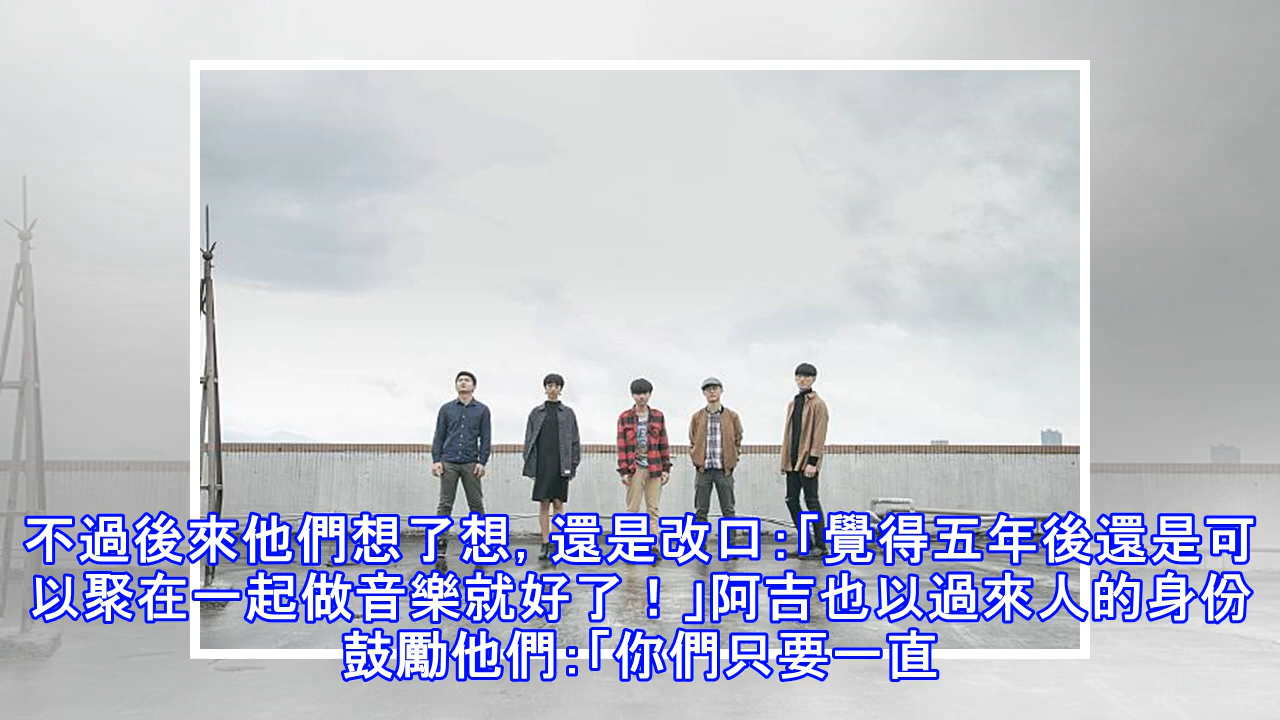 不過後來他們想了想,還是改口:「覺得五年後還是可
以聚在一起做音樂就好了!」阿吉也以過來人的身份
鼓勵他們:「你們只要一直